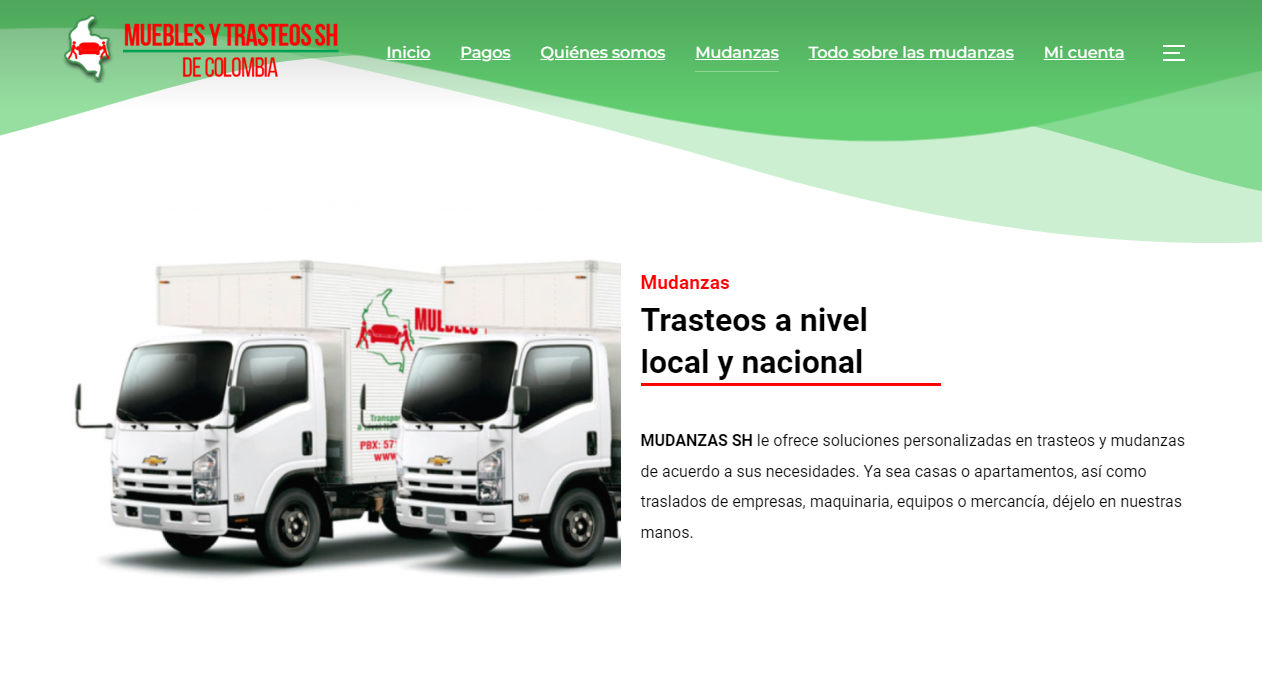 MUEBLES Y TRASTEOS SH
DE COLOMBIA
Inicio
Pagos
Quiénes somos
Mudanzas
Todo sobre las mudanzas
Mi cuenta
Mudanzas
Trasteos a nivel
local y nacional
MUDANZAS SH le ofrece soluciones personalizadas en trasteos y mudanzas
de acuerdo a sus necesidades. Ya sea casas o apartamentos, así como
traslados de empresas, maquinaria, equipos o mercancía, déjelo en nuestras
manos.
PBX: 57
www.